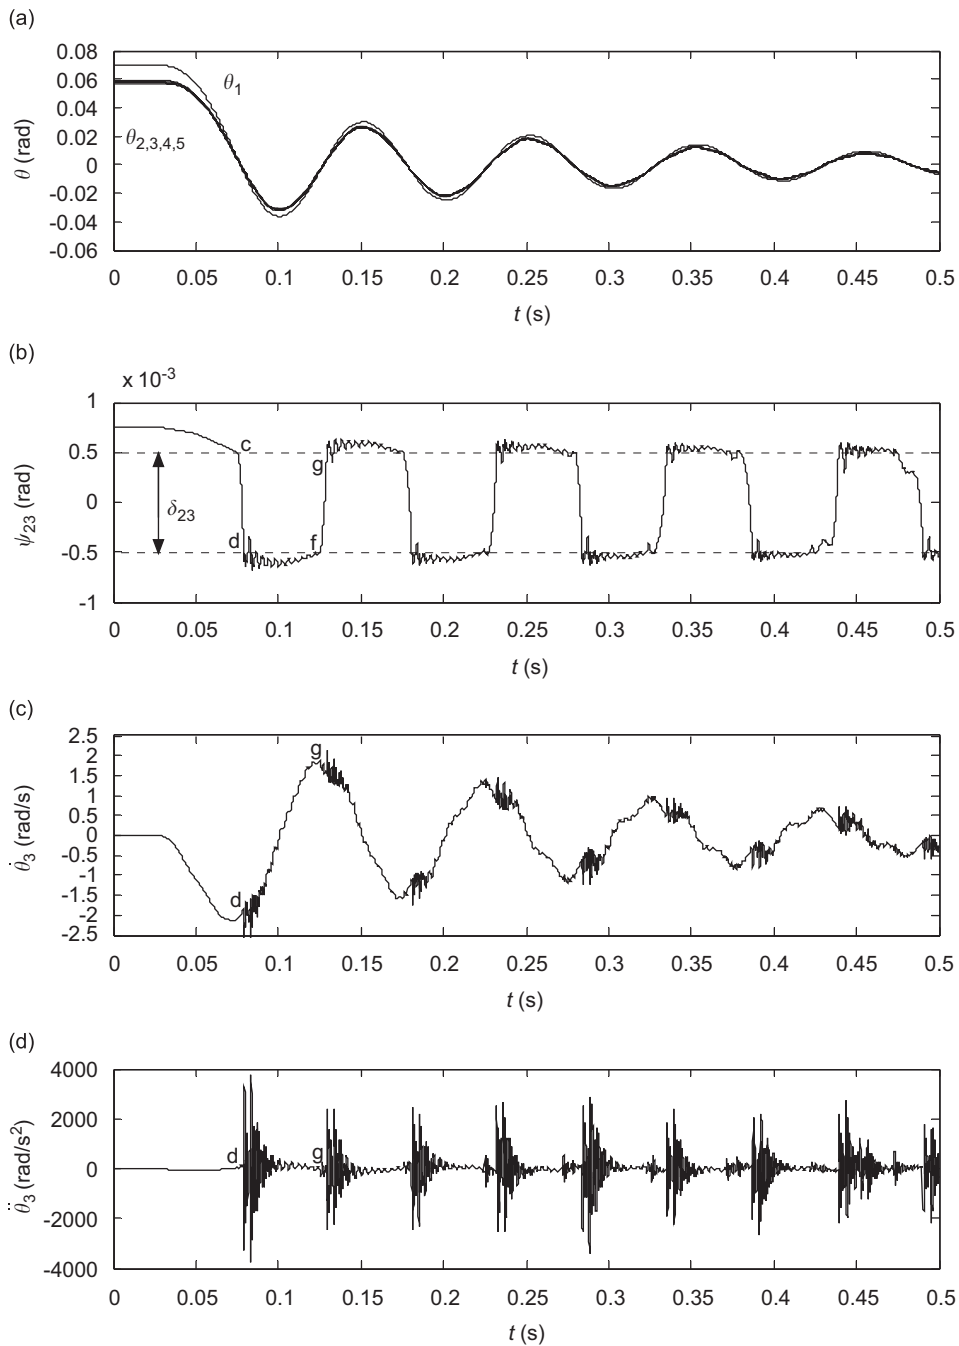 (a)
0.08
0.06
0.04
0.02
0
-0.02
-0.04
-0.06
θ (rad)
θ1
θ2,3,4,5
0 0.05 0.1 0.15 0.2 0.25 0.3 0.35 0.4 0.45 0.5
t (s)
(b)
x 10-3
1
0.5
0
-0.5
-1
ψ23 (rad)
c
g
δ23
d
f
0 0.05 0.1 0.15 0.2 0.25 0.3 0.35 0.4 0.45 0.5
t (s)
(c)
2.5
2
1.5
1
0.5
0
-0.5
-1
-1.5
-2
-2.5
θ̇3 (rad/s)
g
d
0 0.05 0.1 0.15 0.2 0.25 0.3 0.35 0.4 0.45 0.5
t (s)
(d)
4000
2000
0
-2000
-4000
θ̈3 (rad/s2)
d
g
0 0.05 0.1 0.15 0.2 0.25 0.3 0.35 0.4 0.45 0.5
t (s)